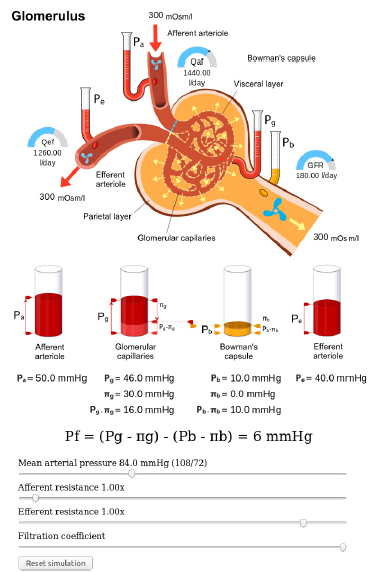 Glomerulus
300 mOsm/l
Afferent arteriole
Pa
Qaf
1440.00
l/day
Bowman's capsule
Visceral layer
Pe
Pg
Pb
Qef
1260.00
l/day
GFR
180.00 l/day
Efferent
arteriole
300 mOsm/l
Parietal layer
Glomerular capilaries
300 mOsm/l
Pa
Pg
πg
Pg-πg
Pb
πb
Pb-πb
Pe
Afferent
arteriole
Glomerular
capillaries
Bowman's
capsule
Efferent
arteriole
Pa= 50.0 mmHg
Pg= 46.0 mmHg
Pb= 10.0 mmHg
Pe= 40.0 mmHg
πg= 30.0 mmHg
πb= 0.0 mmHg
Pg-πg= 16.0 mmHg
Pb-πb= 10.0 mmHg
Pf = (Pg - πg) - (Pb - πb) = 6 mmHg
Mean arterial pressure 84.0 mmHg (108/72)
Afferent resistance 1.00x
Efferent resistance 1.00x
Filtration coefficient
Reset simulation